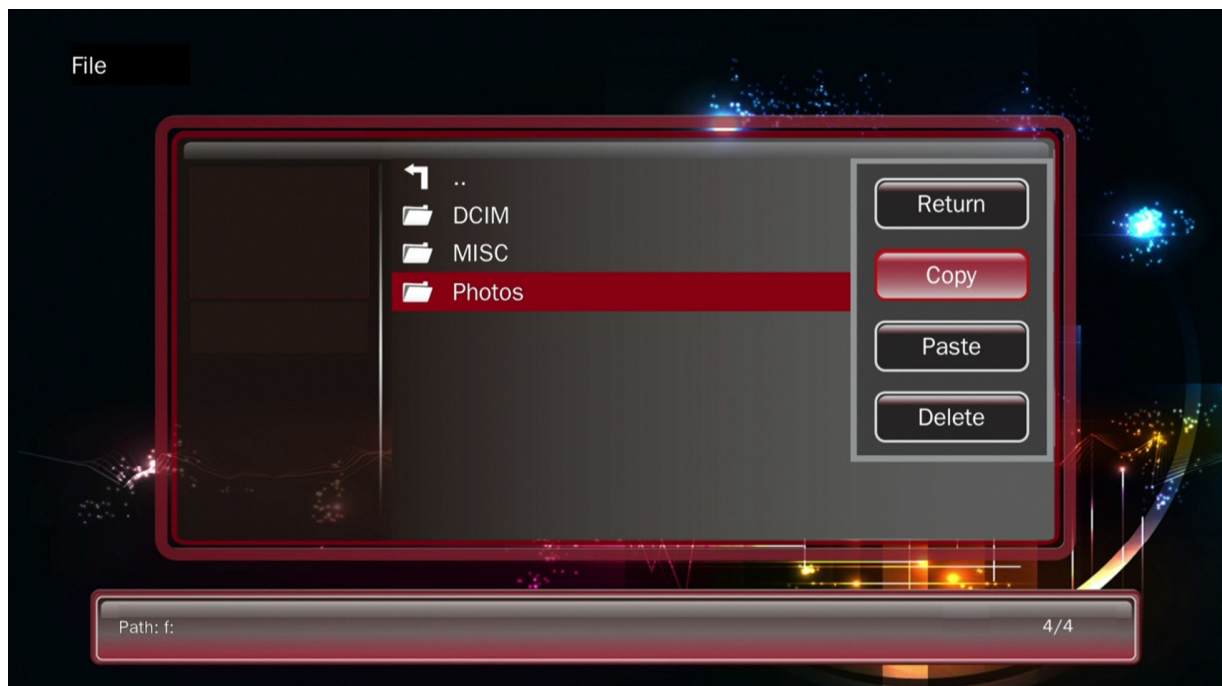 File
..
DCIM
MISC
Photos
Return
Copy
Paste
Delete
Path: f:
4/4